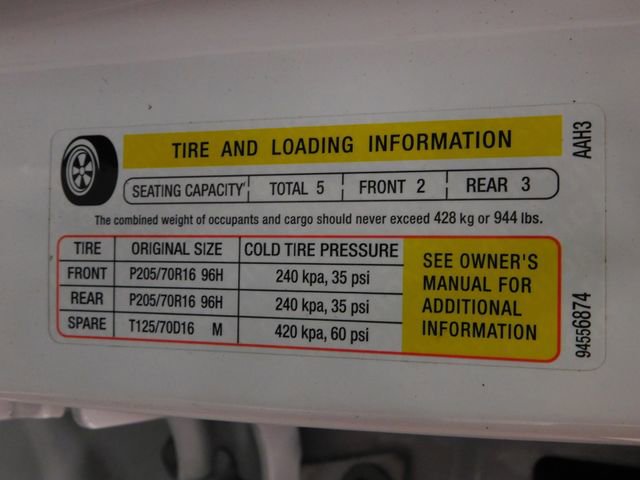 TIRE AND LOADING INFORMATION
SEATING CAPACITY TOTAL 5 FRONT 2 REAR 3
The combined weight of occupants and cargo should never exceed 428 kg or 944 lbs.
TIRE ORIGINAL SIZE COLD TIRE PRESSURE
FRONT P205/70R16 96H 240 kpa, 35 psi
REAR P205/70R16 96H 240 kpa, 35 psi
SPARE T125/70D16 M 420 kpa, 60 psi
SEE OWNER'S
MANUAL FOR
ADDITIONAL
INFORMATION
AAH3
94556874